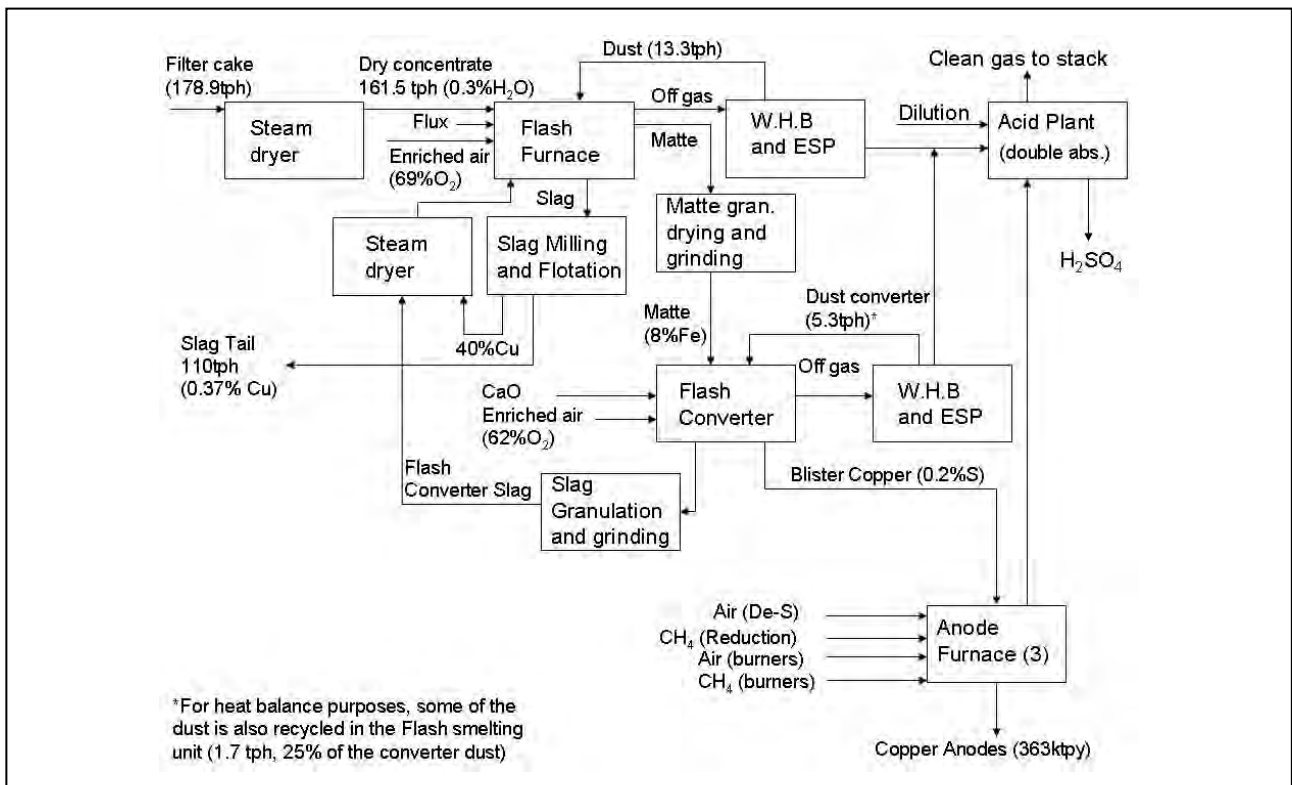 Dust (13.3tph)
Filter cake
(178.9tph)
Dry concentrate
161.5 tph (0.3%H₂O)
Clean gas to stack
Steam
dryer
Flux
Enriched air
(69%O₂)
Flash
Furnace
Off gas
Matte
W.H.B
and ESP
Dilution
Acid Plant
(double abs.)
Slag
Steam
dryer
Slag Milling
and Flotation
Matte gran.
drying and
grinding
H₂SO₄
Slag Tail
110tph
(0.37% Cu)
40%Cu
Matte
(8%Fe)
Dust converter
(5.3tph)*
CaO
Enriched air
(62%O₂)
Flash
Converter
Off gas
W.H.B
and ESP
Flash
Converter Slag
Slag
Granulation
and grinding
Blister Copper (0.2%S)
Air (De-S)
CH₄ (Reduction)
Air (burners)
CH₄ (burners)
Anode
Furnace (3)
*For heat balance purposes, some of the
dust is also recycled in the Flash smelting
unit (1.7 tph, 25% of the converter dust)
Copper Anodes (363ktpy)